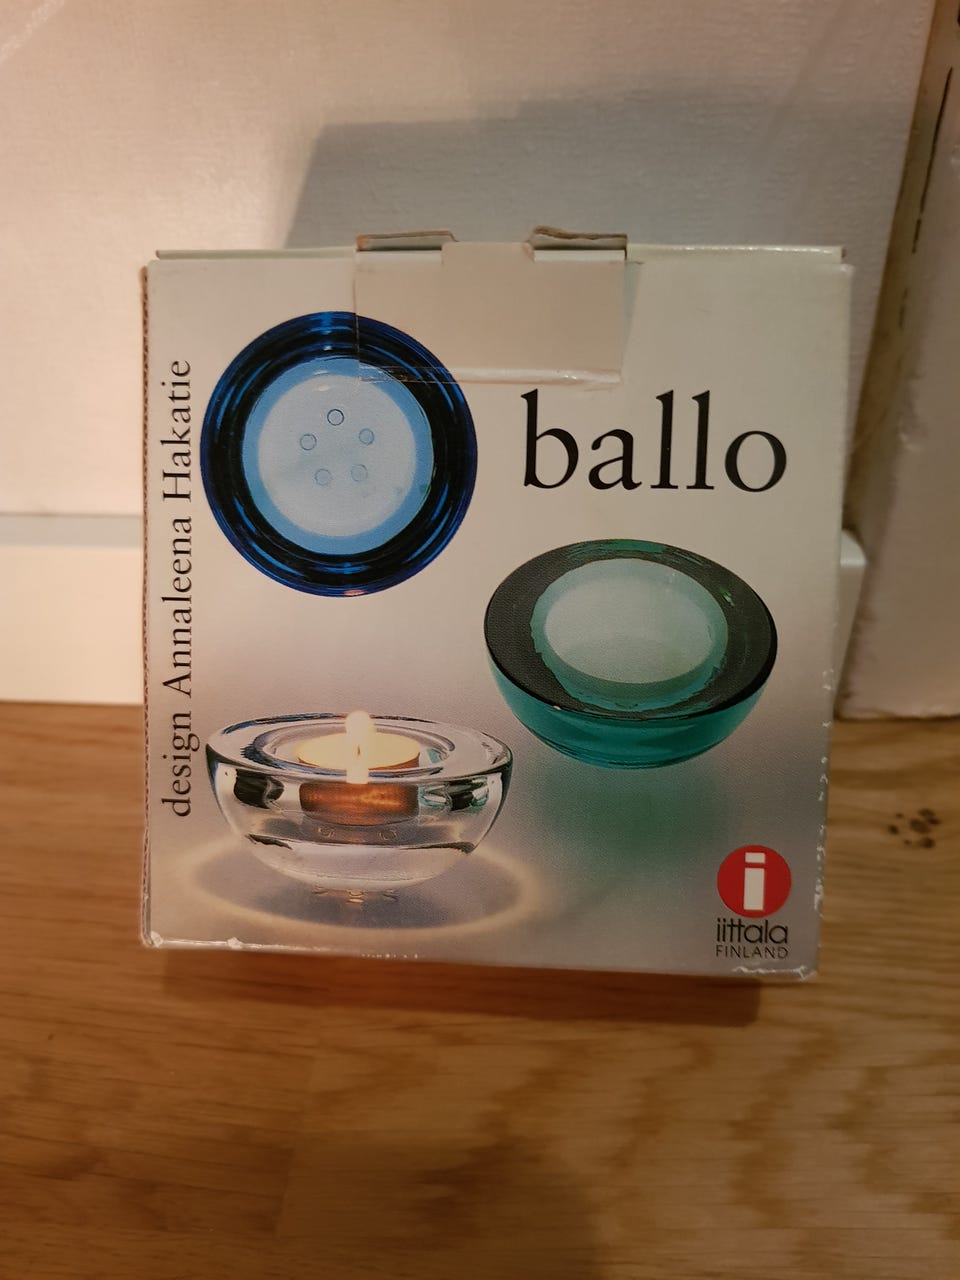 design Annaleena Hakatie
ballo
i
iittala
FINLAND